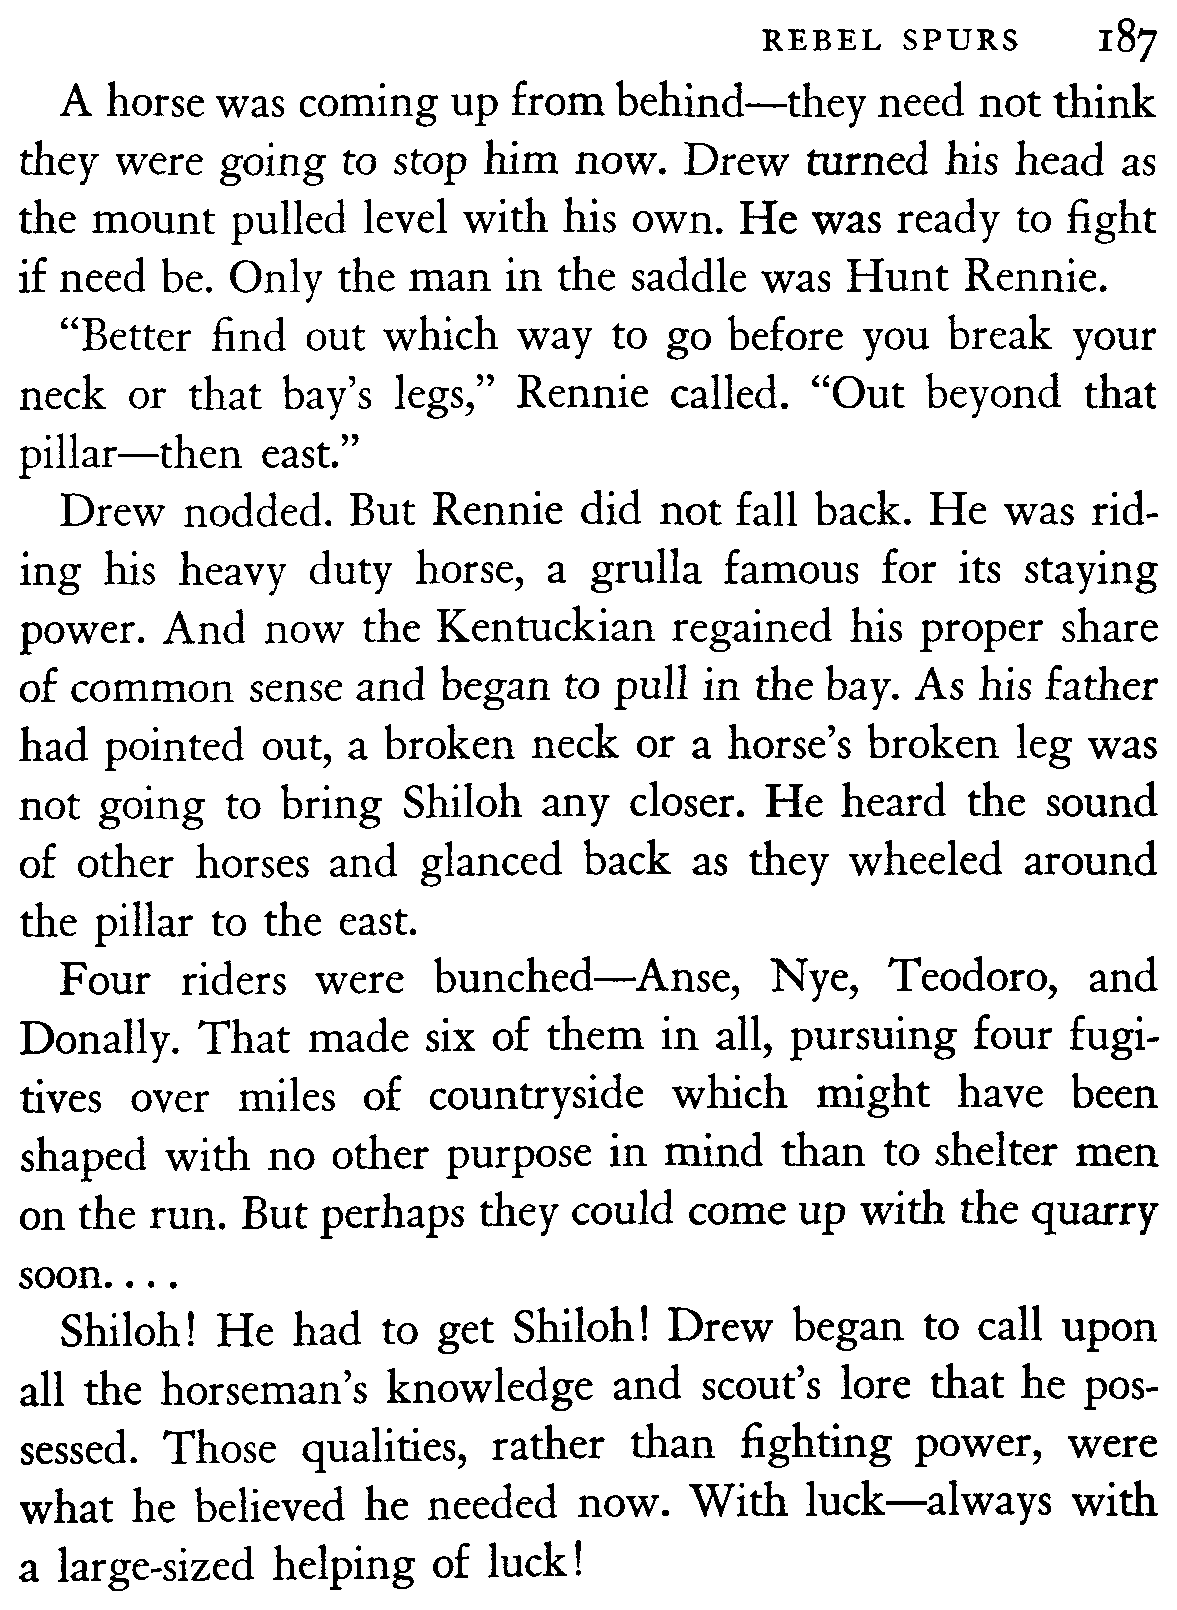 REBEL SPURS 187
A horse was coming up from behind—they need not think
they were going to stop him now. Drew turned his head as
the mount pulled level with his own. He was ready to fight
if need be. Only the man in the saddle was Hunt Rennie.
“Better find out which way to go before you break your
neck or that bay’s legs,” Rennie called. “Out beyond that
pillar—then east.”
Drew nodded. But Rennie did not fall back. He was rid-
ing his heavy duty horse, a grulla famous for its staying
power. And now the Kentuckian regained his proper share
of common sense and began to pull in the bay. As his father
had pointed out, a broken neck or a horse’s broken leg was
not going to bring Shiloh any closer. He heard the sound
of other horses and glanced back as they wheeled around
the pillar to the east.
Four riders were bunched—Anse, Nye, Teodoro, and
Donally. That made six of them in all, pursuing four fugi-
tives over miles of countryside which might have been
shaped with no other purpose in mind than to shelter men
on the run. But perhaps they could come up with the quarry
soon. . . .
Shiloh! He had to get Shiloh! Drew began to call upon
all the horseman’s knowledge and scout’s lore that he pos-
sessed. Those qualities, rather than fighting power, were
what he believed he needed now. With luck—always with
a large-sized helping of luck!